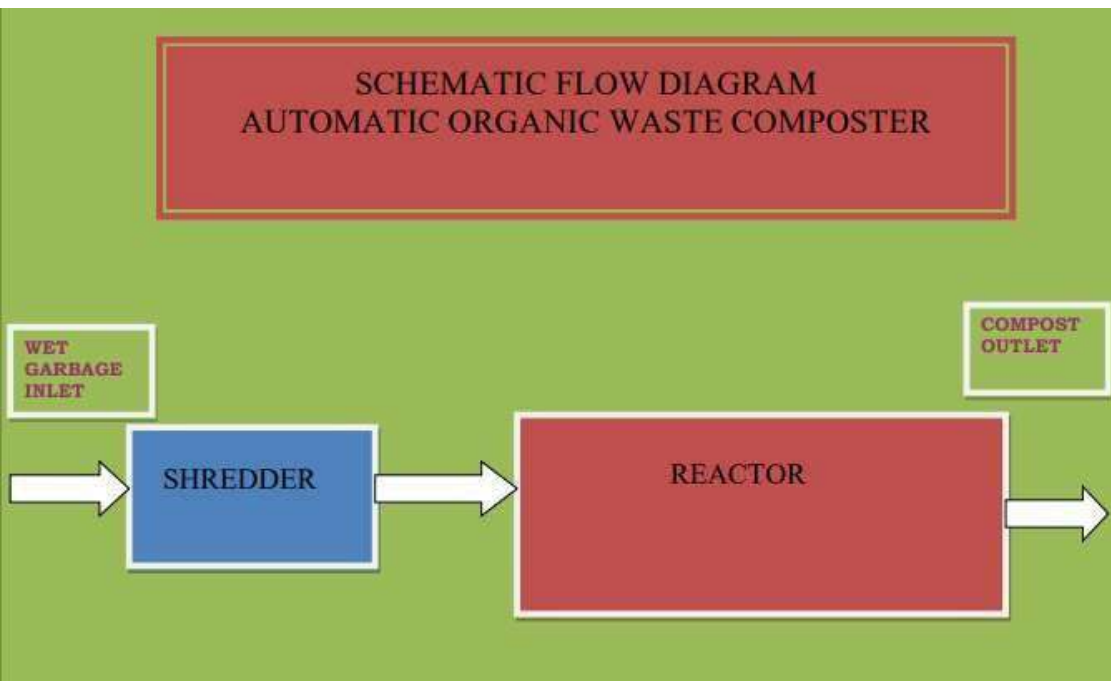 SCHEMATIC FLOW DIAGRAM
AUTOMATIC ORGANIC WASTE COMPOSTER
WET
GARBAGE
INLET
COMPOST
OUTLET
SHREDDER
REACTOR